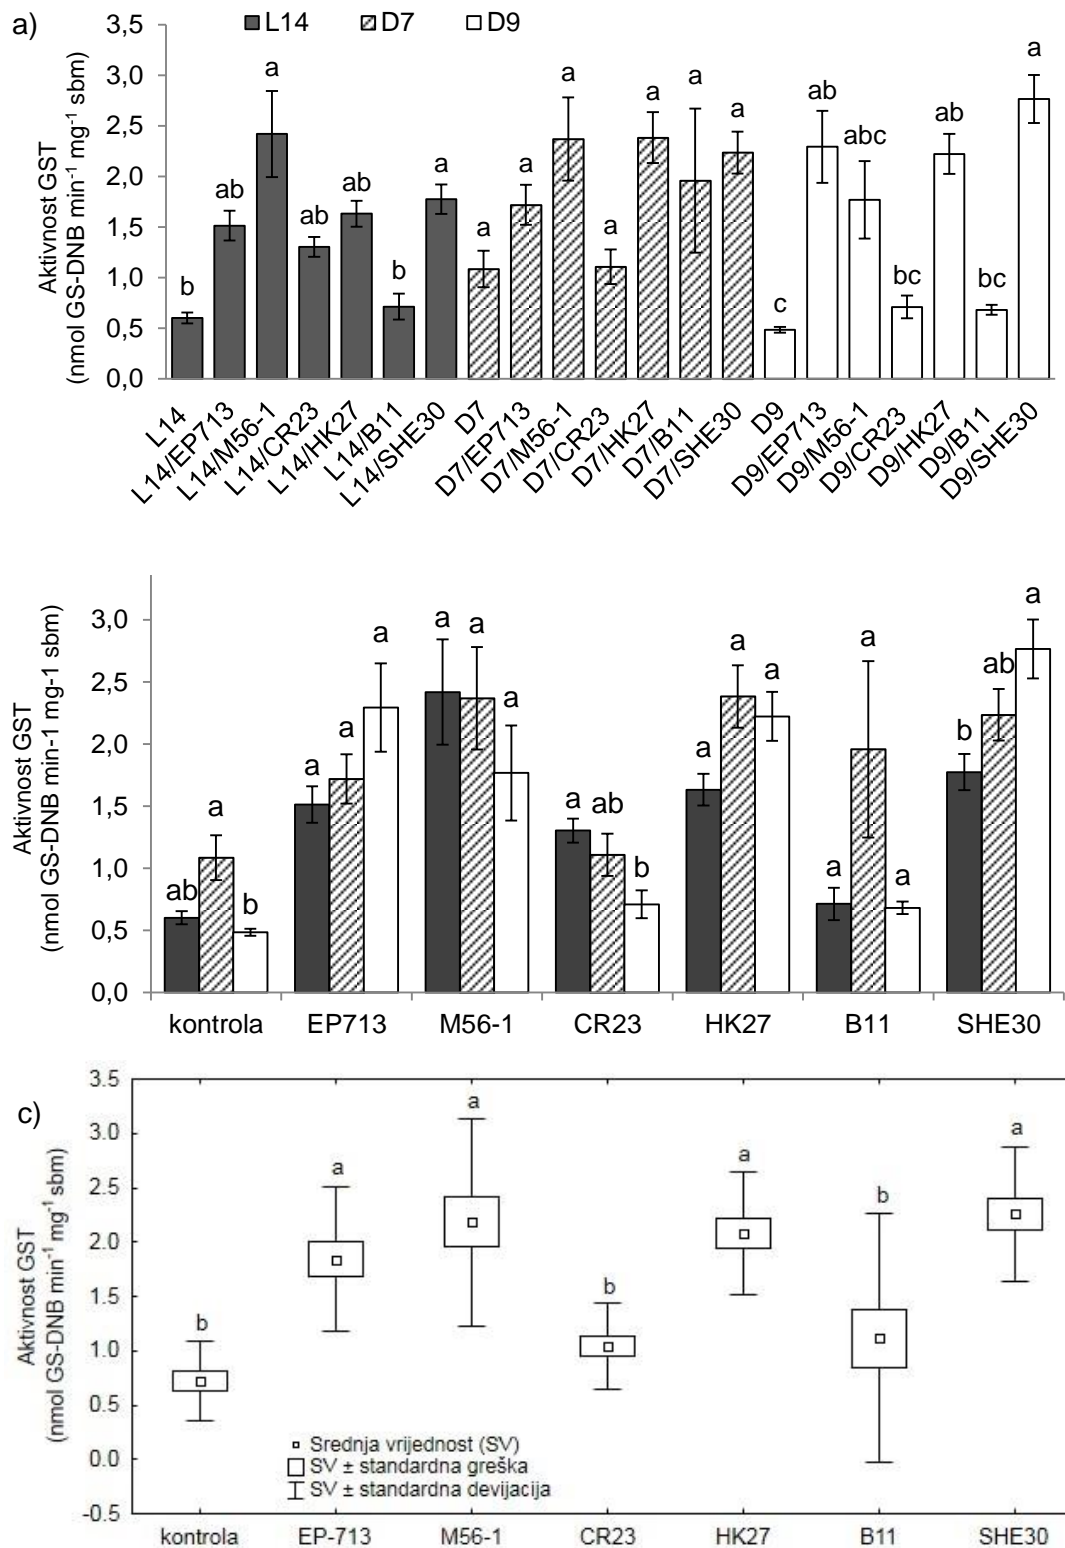 a)
L14 D7 D9
Aktivnost GST
(nmol GS-DNB min⁻¹ mg⁻¹ sbm)
3,5
3,0
2,5
2,0
1,5
1,0
0,5
0,0
b ab a ab ab b a a a a a a a a c ab abc bc ab bc a
L14 L14/EP713 L14/M56-1 L14/CR23 L14/HK27 L14/B11 L14/SHE30 D7 D7/EP713 D7/M56-1 D7/CR23 D7/HK27 D7/B11 D7/SHE30 D9 D9/EP713 D9/M56-1 D9/CR23 D9/HK27 D9/B11 D9/SHE30
Aktivnost GST
(nmol GS-DNB min-1 mg-1 sbm)
3,0
2,5
2,0
1,5
1,0
0,5
0,0
ab a b a a a a a a a ab b a a a a a a b ab a
kontrola EP713 M56-1 CR23 HK27 B11 SHE30
c)
Aktivnost GST
(nmol GS-DNB min⁻¹ mg⁻¹ sbm)
3.5
3.0
2.5
2.0
1.5
1.0
0.5
0.0
-0.5
b a a b a b a
Srednja vrijednost (SV)
SV ± standardna greška
SV ± standardna devijacija
kontrola EP-713 M56-1 CR23 HK27 B11 SHE30